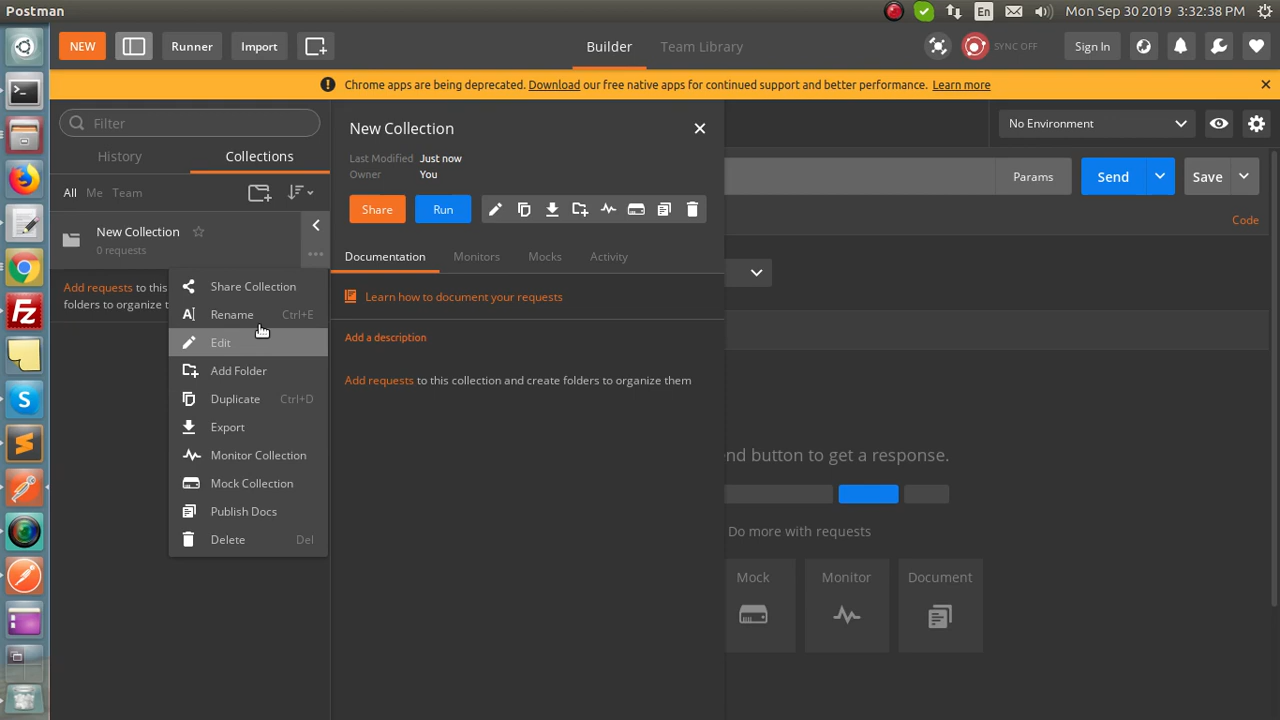 Postman
En
Mon Sep 30 2019 3:32:38 PM
NEW
Runner
Import
Builder
Team Library
SYNC OFF
Sign In
Chrome apps are being deprecated. Download our free native apps for continued support and better performance. Learn more
Filter
History
Collections
All Me Team
New Collection
0 requests
Add requests to this
folders to organize t
Share Collection
Rename Ctrl+E
Edit
Add Folder
Duplicate Ctrl+D
Export
Monitor Collection
Mock Collection
Publish Docs
Delete Del
New Collection
Last Modified Just now
Owner You
Share
Run
Documentation
Monitors
Mocks
Activity
Learn how to document your requests
Add a description
Add requests to this collection and create folders to organize them
No Environment
Params
Send
Save
Code
nd button to get a response.
Do more with requests
Mock
Monitor
Document